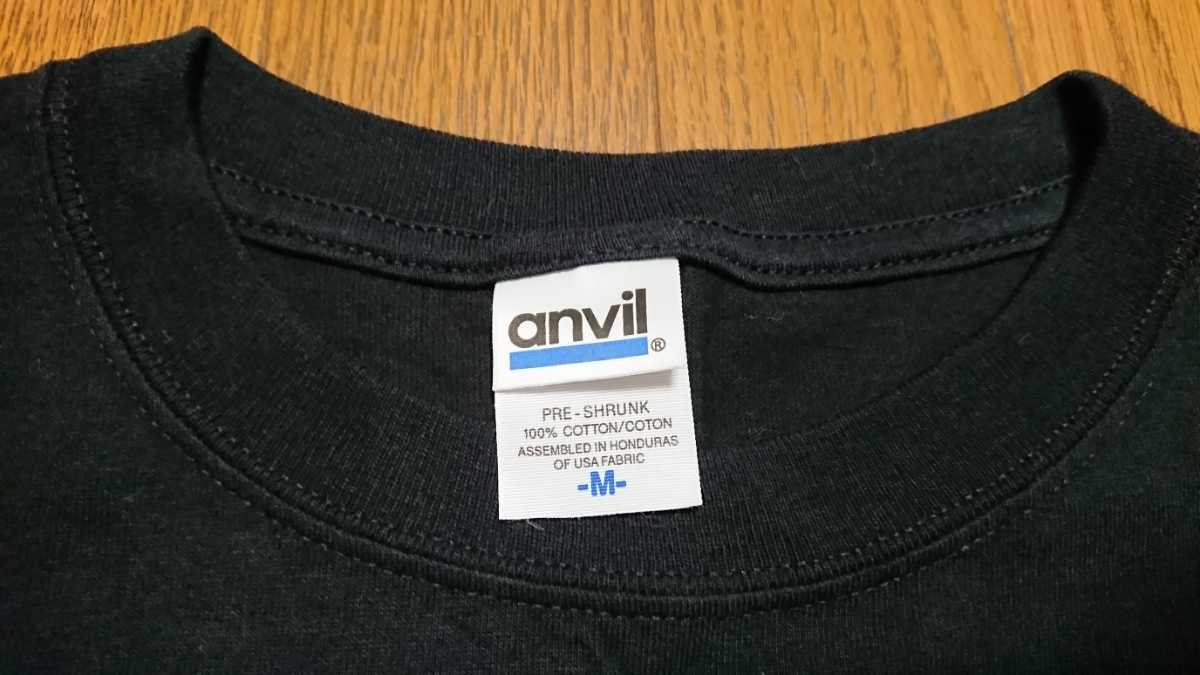 anvil®
PRE-SHRUNK
100% COTTON/COTON
ASSEMBLED IN HONDURAS
OF USA FABRIC
-M-